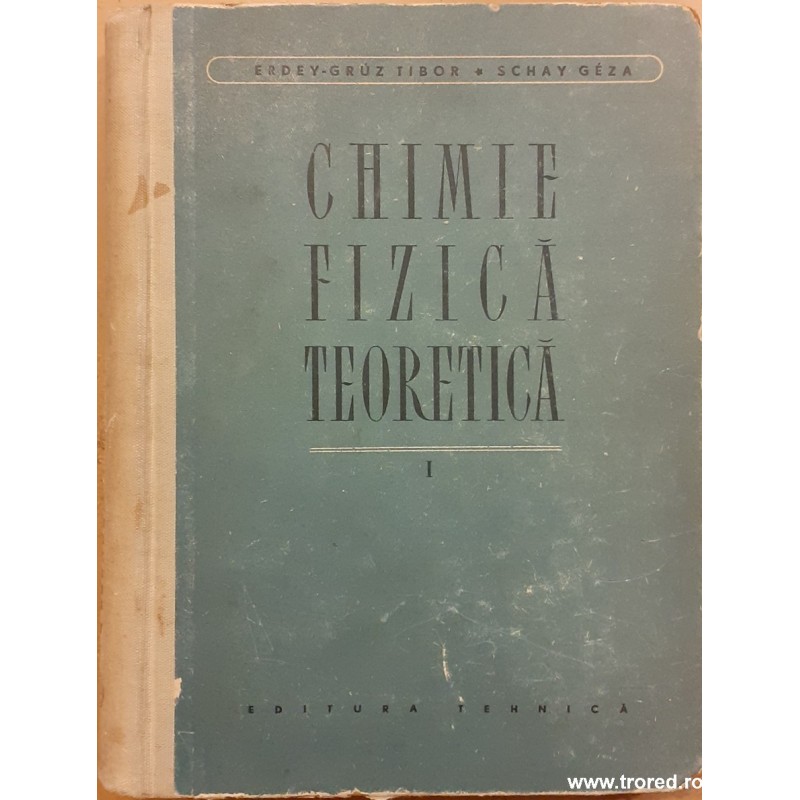 ERDEY-GRÚZ TIBOR * SCHAY GÉZA
CHIMIE
FIZICĂ
TEORETICĂ
I
EDITURA TEHNICĂ
www.trored.ro